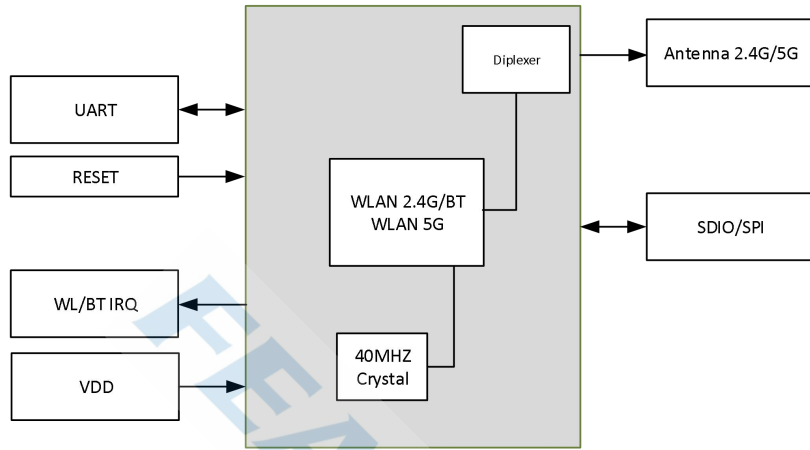 Diplexer
Antenna 2.4G/5G
UART
RESET
WLAN 2.4G/BT
WLAN 5G
SDIO/SPI
WL/BT IRQ
40MHZ
Crystal
VDD